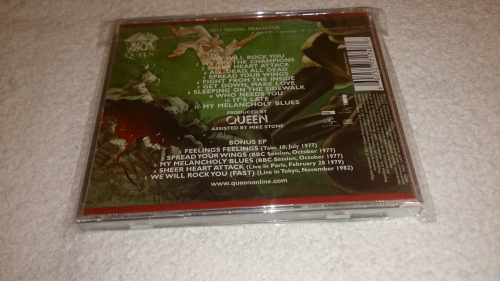 2011 DIGITAL REMASTER
QUEEN
WE WILL ROCK YOU
WE ARE THE CHAMPIONS
SHEER HEART ATTACK
ALL DEAD, ALL DEAD
SPREAD YOUR WINGS
FIGHT FROM THE INSIDE
GET DOWN, MAKE LOVE
SLEEPING ON THE SIDEWALK
WHO NEEDS YOU
IT'S LATE
MY MELANCHOLY BLUES
PRODUCED BY
QUEEN
ASSISTED BY MIKE STONE
BONUS EP
FEELINGS FEELINGS (Take 10, July 1977)
SPREAD YOUR WINGS (BBC Session, October 1977)
MY MELANCHOLY BLUES (BBC Session, October 1977)
SHEER HEART ATTACK (Live in Paris, February 28 1979)
WE WILL ROCK YOU (FAST) (Live in Tokyo, November 1982)
www.queenonline.com